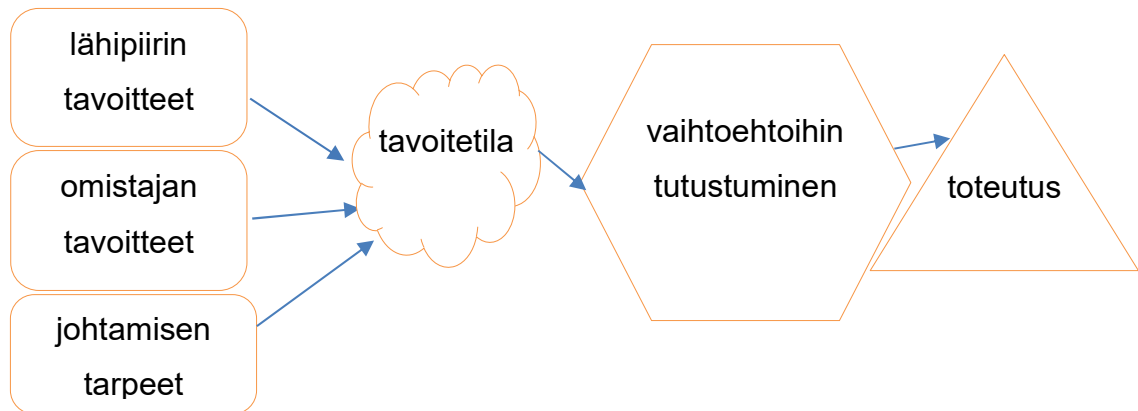 lähipiirin
tavoitteet
omistajan
tavoitteet
johtamisen
tarpeet
tavoitetila
vaihtoehtoihin
tutustuminen
toteutus